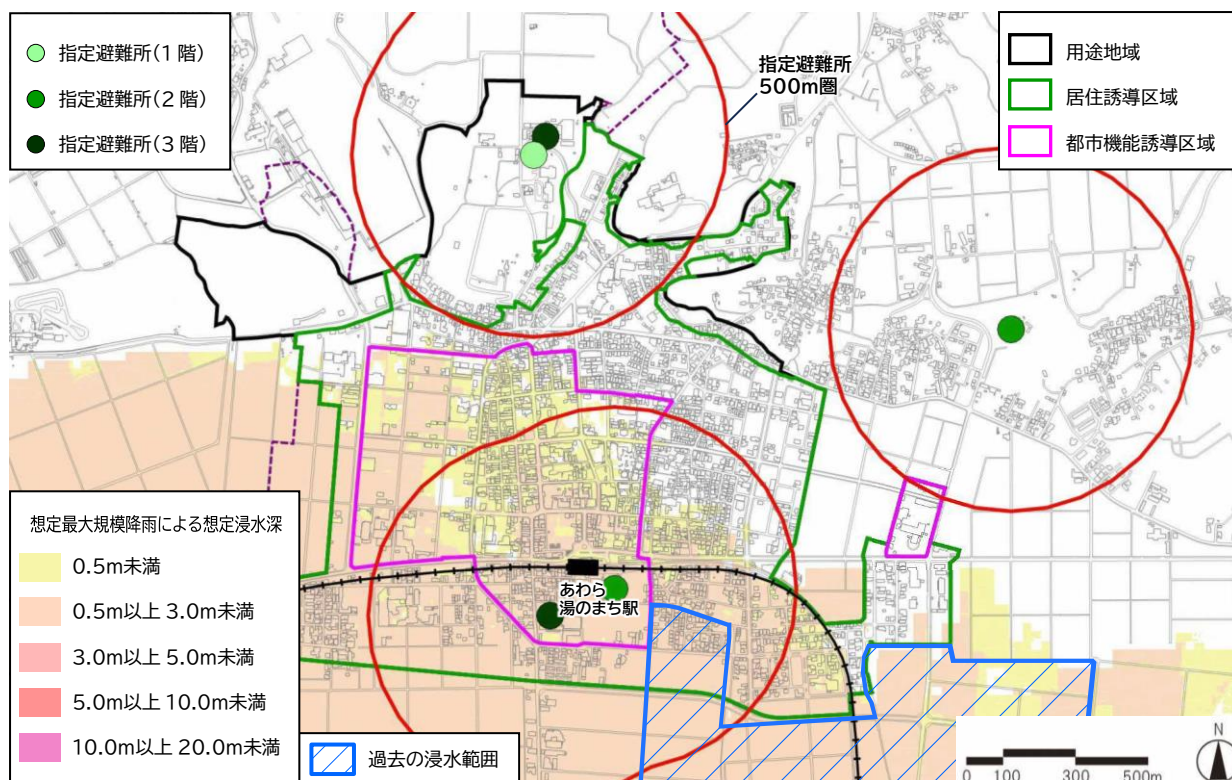 指定避難所(1階)
指定避難所(2階)
指定避難所(3階)
指定避難所
500m圏
用途地域
居住誘導区域
都市機能誘導区域
あわら
湯のまち駅
想定最大規模降雨による想定浸水深
0.5m未満
0.5m以上 3.0m未満
3.0m以上 5.0m未満
5.0m以上 10.0m未満
10.0m以上 20.0m未満
過去の浸水範囲
N
0 100 300 500m